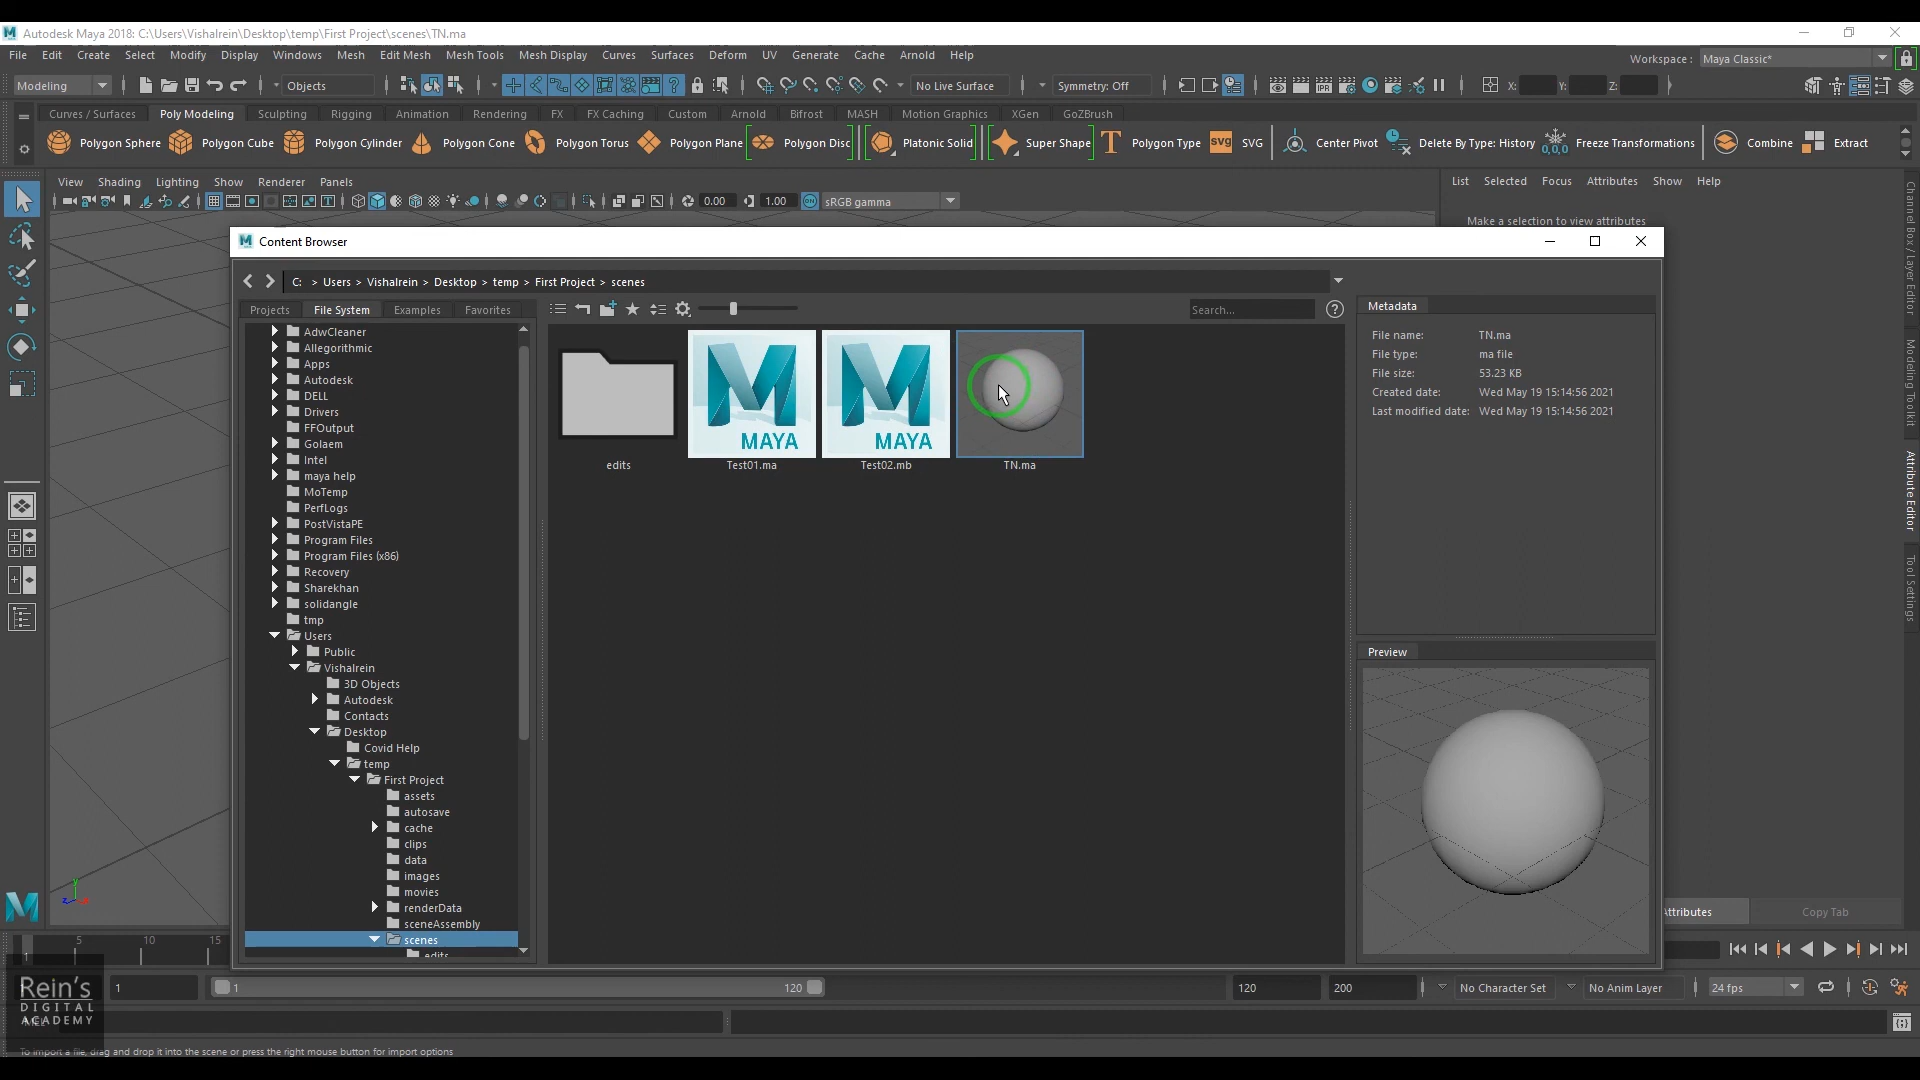 Autodesk Maya 2018: C:\Users\Vishalrein\Desktop\temp\First Project\scenes\TN.ma
File Edit Create Select Modify Display Windows Mesh Edit Mesh Mesh Tools Mesh Display Curves Surfaces Deform UV Generate Cache Arnold Help
Workspace : Maya Classic*
Modeling Objects No Live Surface Symmetry: Off X: Y: Z:
Curves / Surfaces Poly Modeling Sculpting Rigging Animation Rendering FX FX Caching Custom Arnold Bifrost MASH Motion Graphics XGen GoZBrush
Polygon Sphere Polygon Cube Polygon Cylinder Polygon Cone Polygon Torus Polygon Plane Polygon Disc Platonic Solid Super Shape Polygon Type SVG Center Pivot Delete By Type: History Freeze Transformations Combine Extract
View Shading Lighting Show Renderer Panels
0.00 1.00 sRGB gamma
List Selected Focus Attributes Show Help
Make a selection to view attributes
Content Browser
C: > Users > Vishalrein > Desktop > temp > First Project > scenes
Projects File System Examples Favorites
Search...
AdwCleaner
Allegorithmic
Apps
Autodesk
DELL
Drivers
FFOutput
Golaem
Intel
maya help
MoTemp
PerfLogs
PostVistaPE
Program Files
Program Files (x86)
Recovery
Sharekhan
solidangle
tmp
Users
Public
Vishalrein
3D Objects
Autodesk
Contacts
Desktop
Covid Help
temp
First Project
assets
autosave
cache
clips
data
images
movies
renderData
sceneAssembly
scenes
edits
MAYA MAYA
edits Test01.ma Test02.mb TN.ma
Metadata
File name: TN.ma
File type: ma file
File size: 53.23 KB
Created date: Wed May 19 15:14:56 2021
Last modified date: Wed May 19 15:14:56 2021
Preview
Channel Box / Layer Editor
Modeling Toolkit
Attribute Editor
Tool Settings
Attributes Copy Tab
1 5 10 15
1 1 120 120 200 No Character Set No Anim Layer 24 fps
Rein's
DIGITAL
ACADEMY
To import a file, drag and drop it into the scene or press the right mouse button for import options